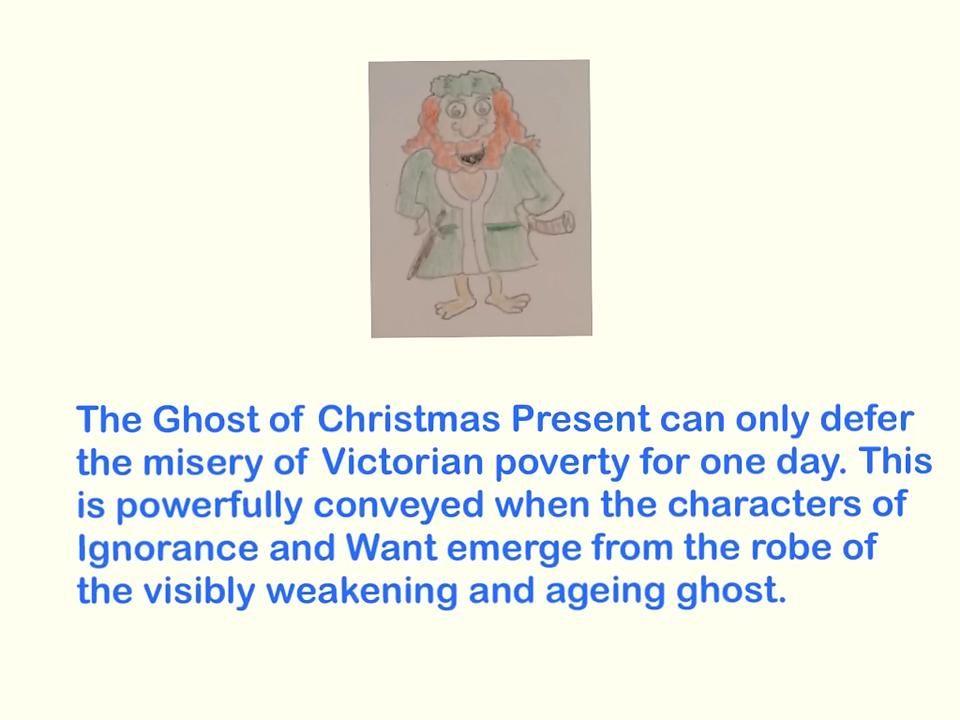 The Ghost of Christmas Present can only defer
the misery of Victorian poverty for one day. This
is powerfully conveyed when the characters of
Ignorance and Want emerge from the robe of
the visibly weakening and ageing ghost.